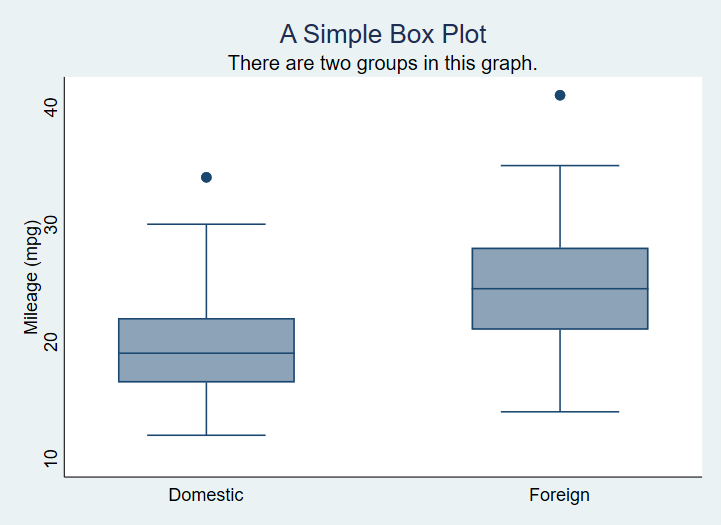 A Simple Box Plot
There are two groups in this graph.
Mileage (mpg)
40
30
20
10
Domestic
Foreign